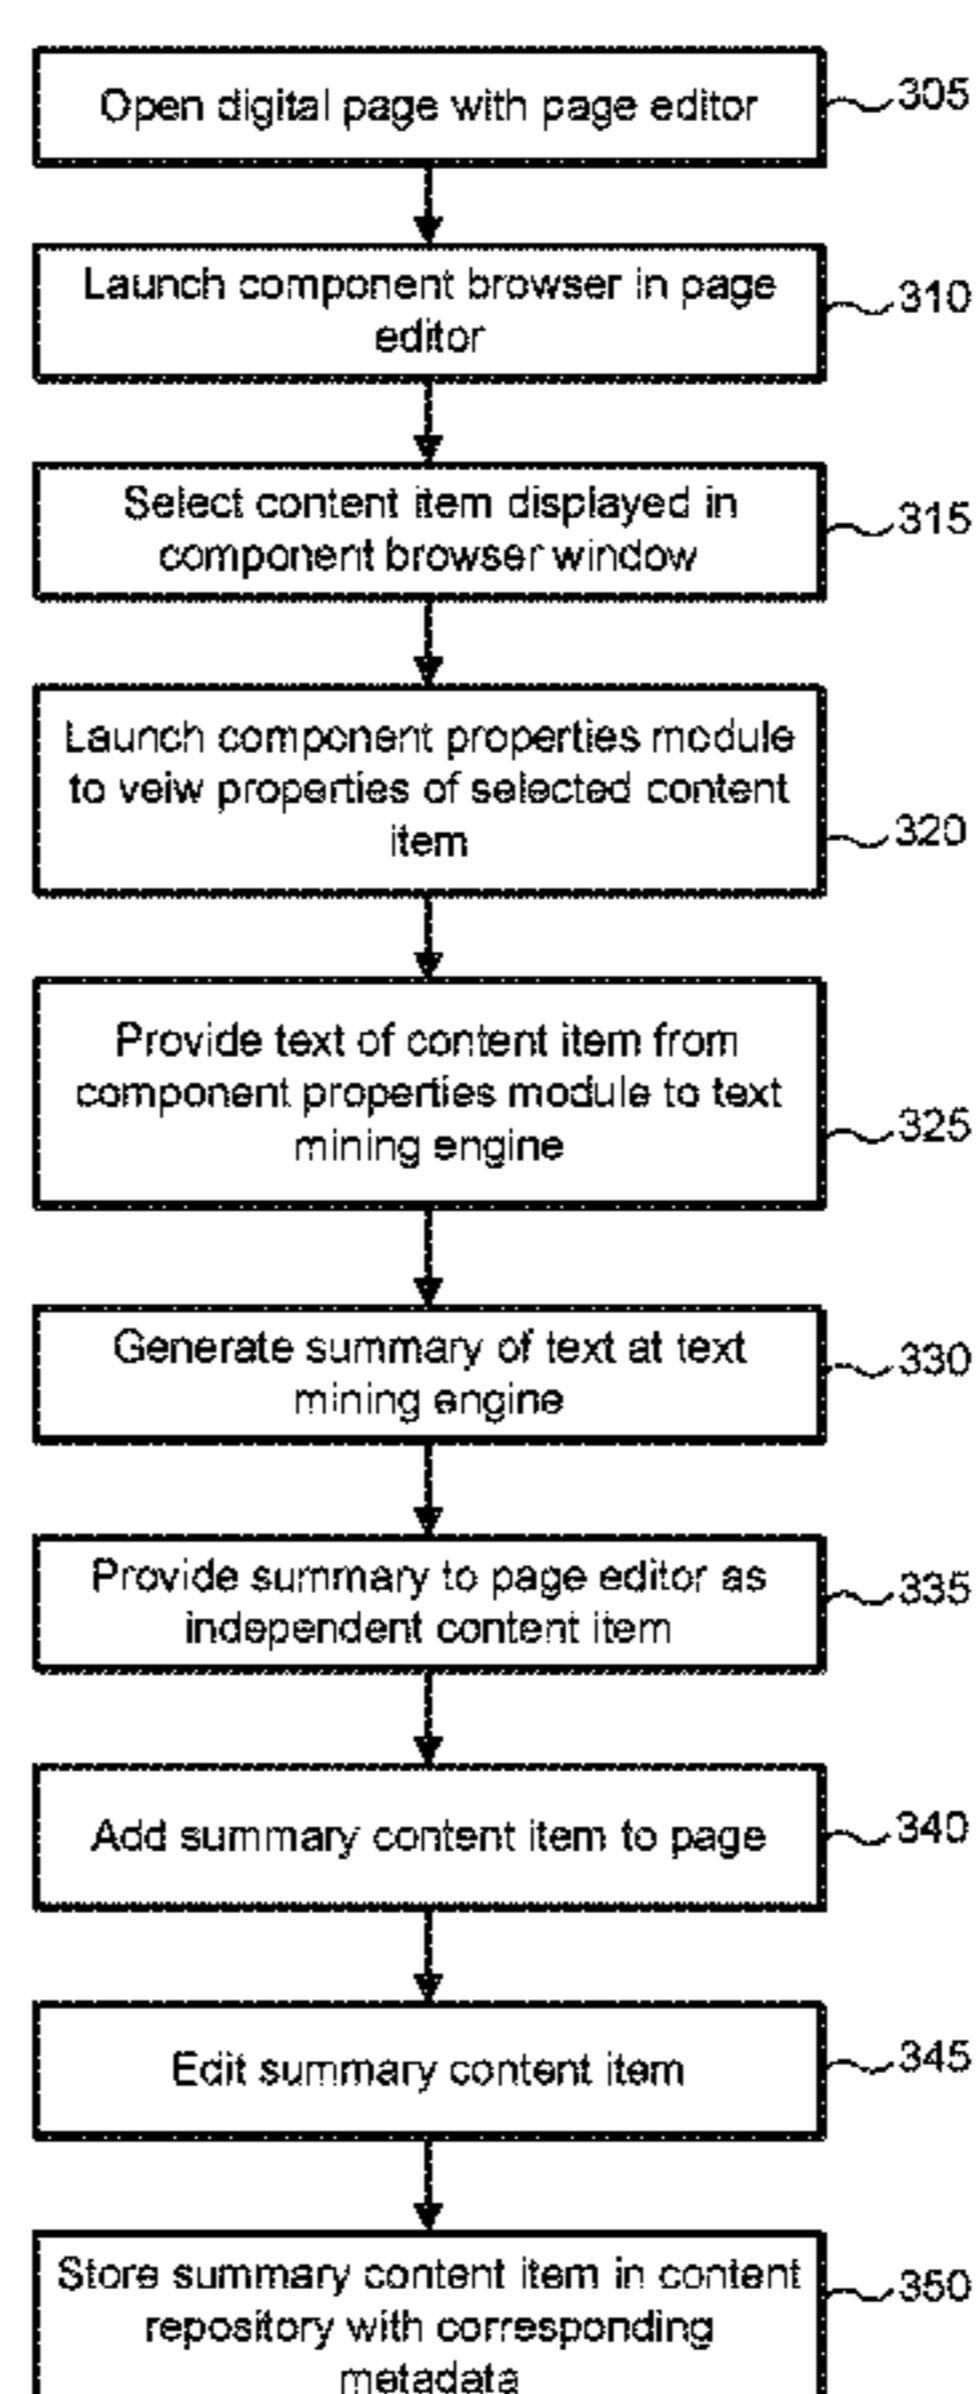 Open digital page with page editor
305
Launch component browser in page
editor
310
Select content item displayed in
component browser window
315
Launch component properties module
to veiw properties of selected content
item
320
Provide text of content item from
component properties module to text
mining engine
325
Generate summary of text at text
mining engine
330
Provide summary to page editor as
independent content item
335
Add summary content item to page
340
Edit summary content item
345
Store summary content item in content
repository with corresponding
metadata
350